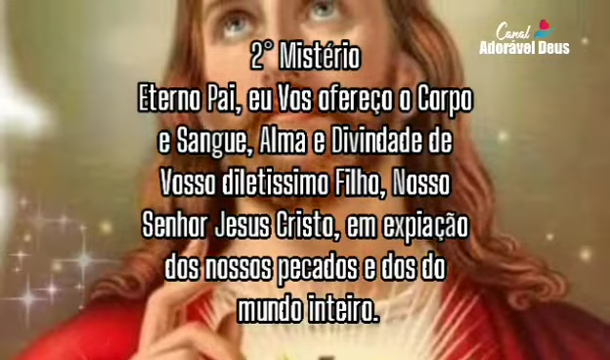 Canal
Adorável Deus
2° Mistério
Eterno Pai, eu Vos ofereço o Corpo
e Sangue, Alma e Divindade de
Vosso diletissimo Filho, Nosso
Senhor Jesus Cristo, em expiação
dos nossos pecados e dos do
mundo inteiro.